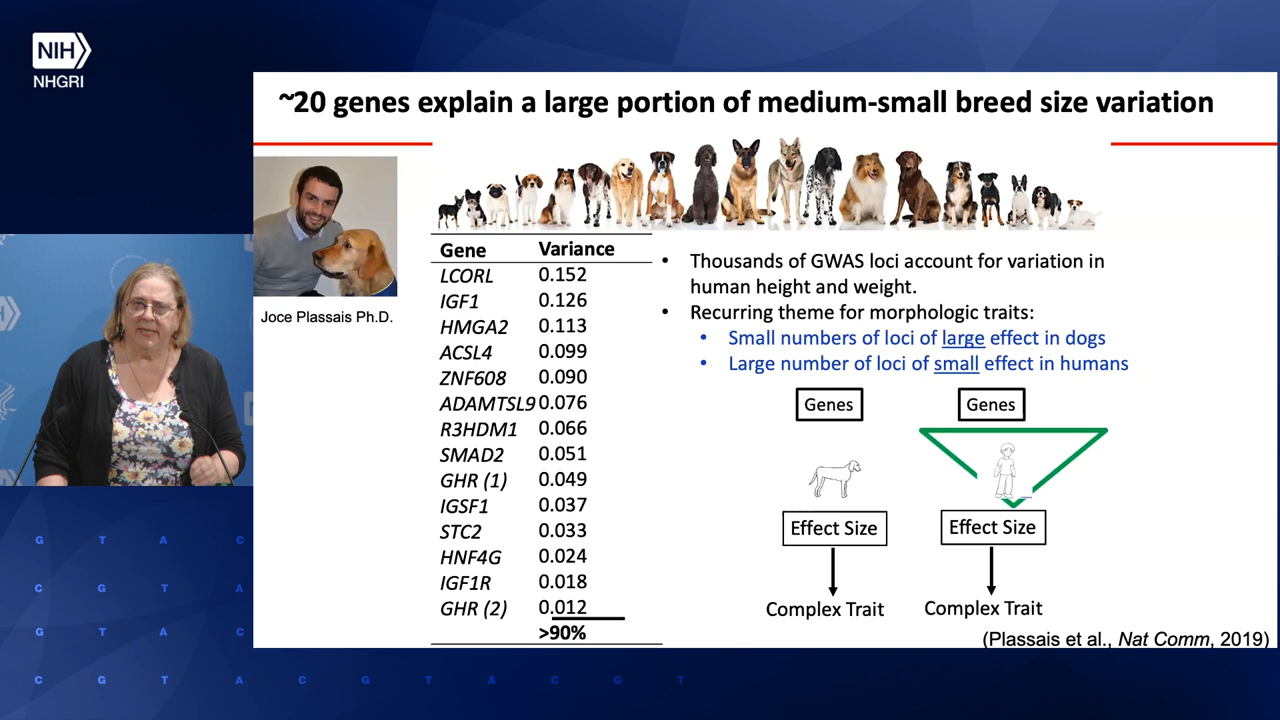 NIH
NHGRI
~20 genes explain a large portion of medium-small breed size variation
Joce Plassais Ph.D.
Gene Variance
LCORL 0.152
IGF1 0.126
HMGA2 0.113
ACSL4 0.099
ZNF608 0.090
ADAMTSL9 0.076
R3HDM1 0.066
SMAD2 0.051
GHR (1) 0.049
IGSF1 0.037
STC2 0.033
HNF4G 0.024
IGF1R 0.018
GHR (2) 0.012
>90%
• Thousands of GWAS loci account for variation in
human height and weight.
• Recurring theme for morphologic traits:
• Small numbers of loci of large effect in dogs
• Large number of loci of small effect in humans
Genes Genes
Effect Size Effect Size
Complex Trait Complex Trait
(Plassais et al., Nat Comm, 2019)
G T A C
C G T A
G T A C
C G T A C G T A C G T